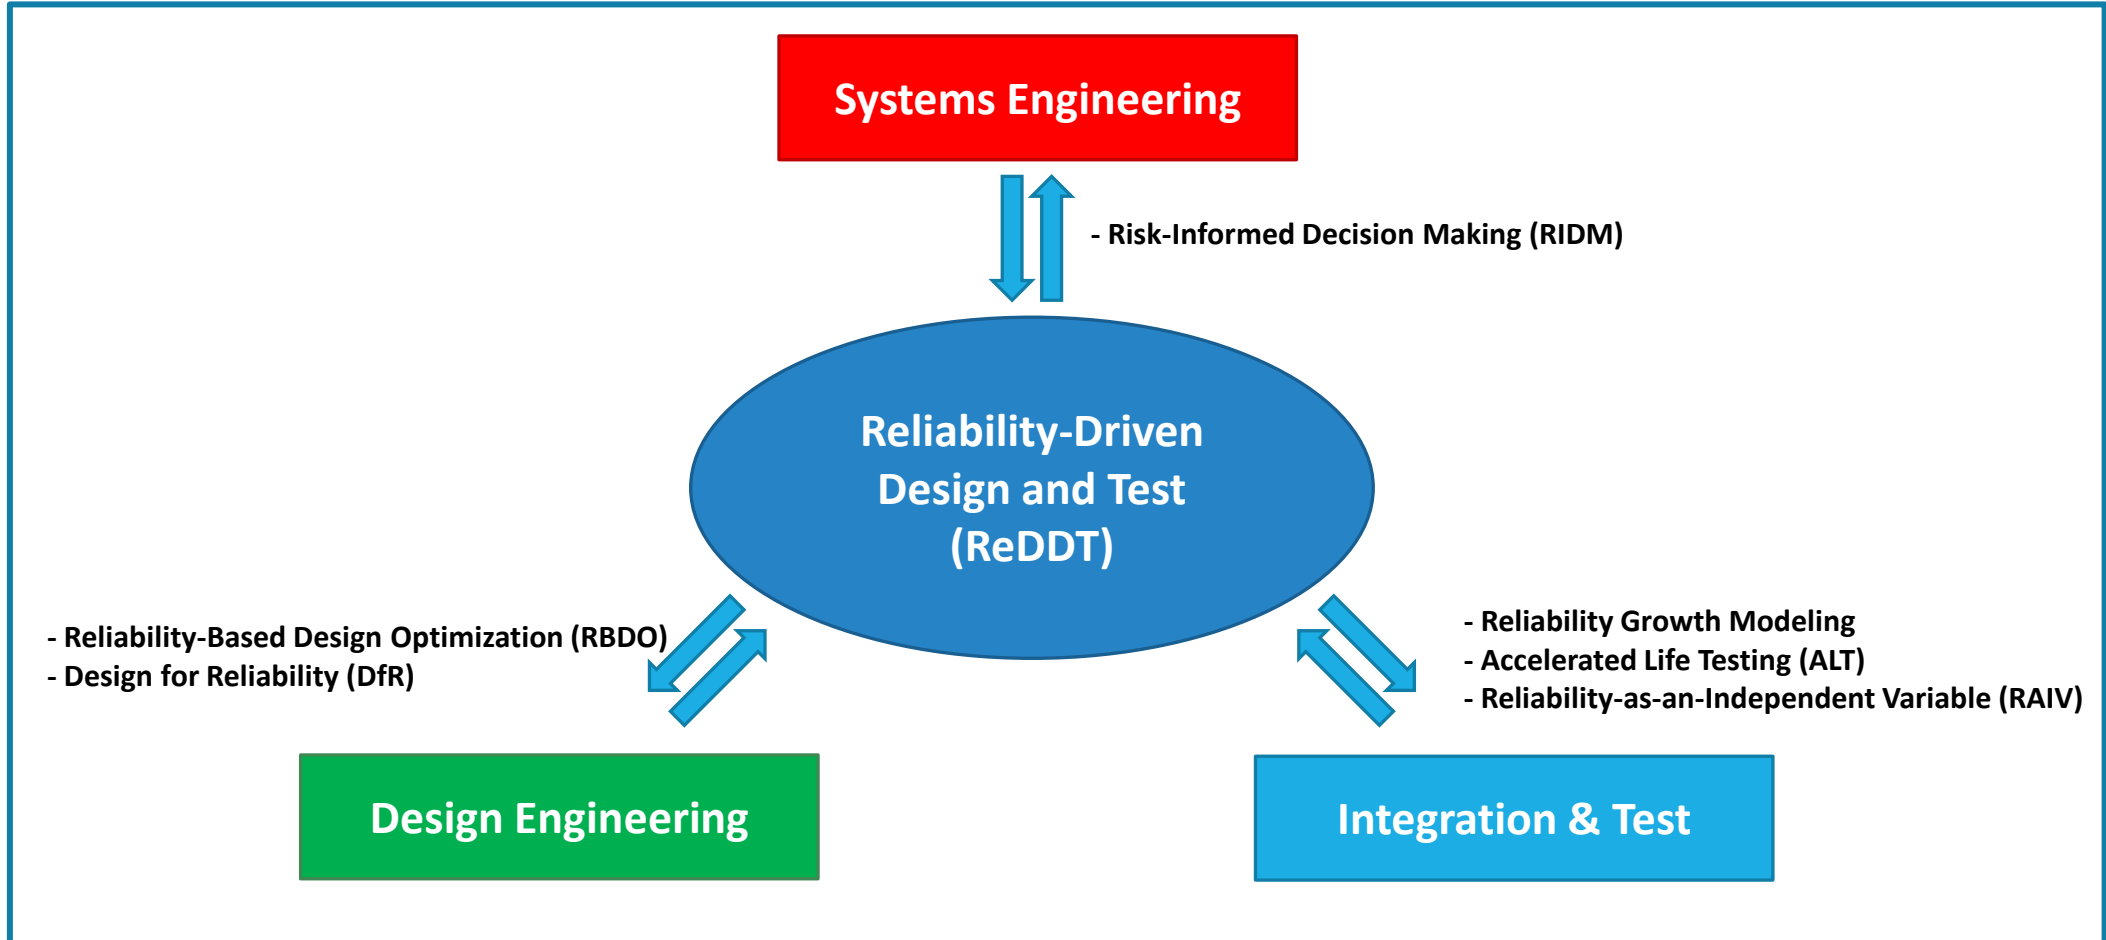 Systems Engineering
- Risk-Informed Decision Making (RIDM)
Reliability-Driven
Design and Test
(ReDDT)
- Reliability-Based Design Optimization (RBDO)
- Design for Reliability (DfR)
- Reliability Growth Modeling
- Accelerated Life Testing (ALT)
- Reliability-as-an-Independent Variable (RAIV)
Design Engineering
Integration & Test